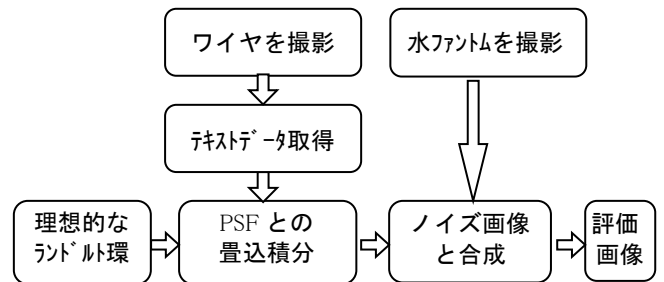 ワイヤを撮影
水ﾌｧﾝﾄﾑを撮影
ﾃｷｽﾄﾃﾞｰﾀ取得
理想的な
ﾗﾝﾄﾞﾙﾄ環
PSF との
畳込積分
ノイズ画像
と合成
評価
画像